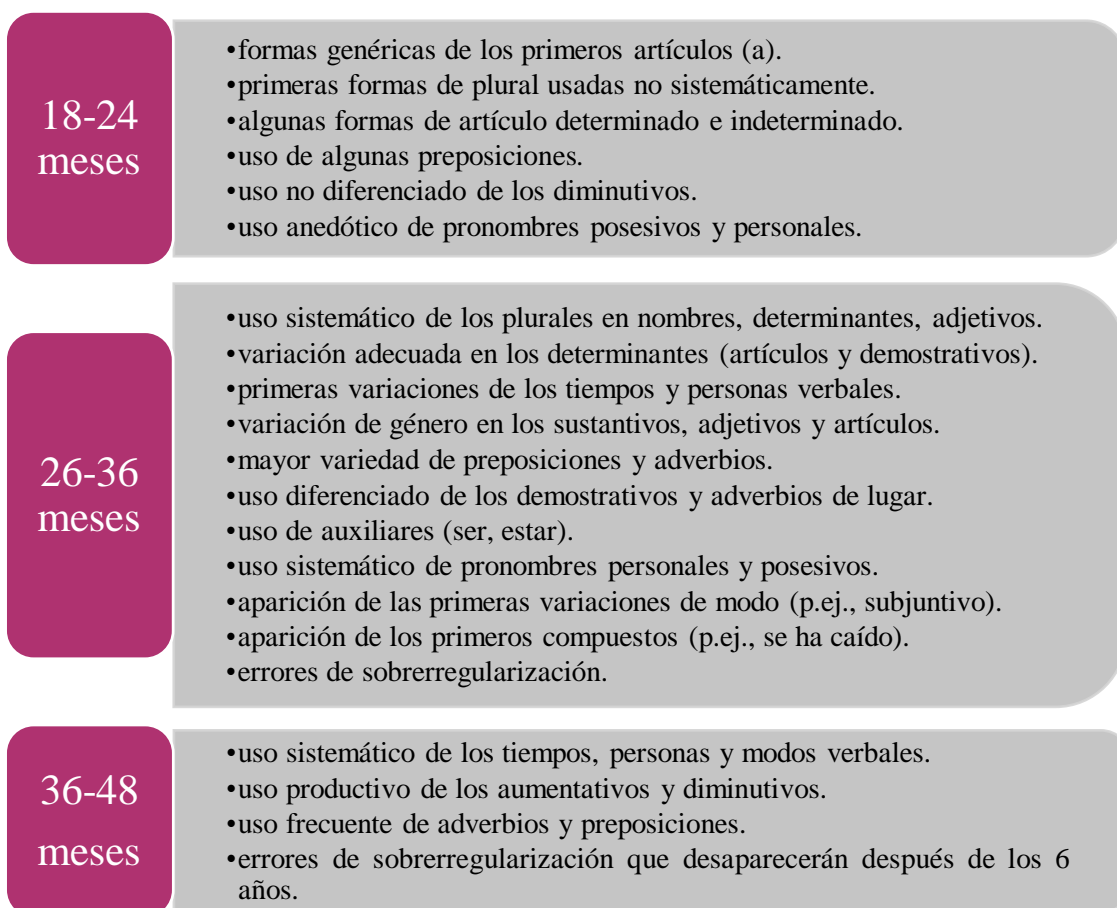 18-24
meses
•formas genéricas de los primeros artículos (a).
•primeras formas de plural usadas no sistemáticamente.
•algunas formas de artículo determinado e indeterminado.
•uso de algunas preposiciones.
•uso no diferenciado de los diminutivos.
•uso anedótico de pronombres posesivos y personales.
26-36
meses
•uso sistemático de los plurales en nombres, determinantes, adjetivos.
•variación adecuada en los determinantes (artículos y demostrativos).
•primeras variaciones de los tiempos y personas verbales.
•variación de género en los sustantivos, adjetivos y artículos.
•mayor variedad de preposiciones y adverbios.
•uso diferenciado de los demostrativos y adverbios de lugar.
•uso de auxiliares (ser, estar).
•uso sistemático de pronombres personales y posesivos.
•aparición de las primeras variaciones de modo (p.ej., subjuntivo).
•aparición de los primeros compuestos (p.ej., se ha caído).
•errores de sobrerregularización.
36-48
meses
•uso sistemático de los tiempos, personas y modos verbales.
•uso productivo de los aumentativos y diminutivos.
•uso frecuente de adverbios y preposiciones.
•errores de sobrerregularización que desaparecerán después de los 6
años.